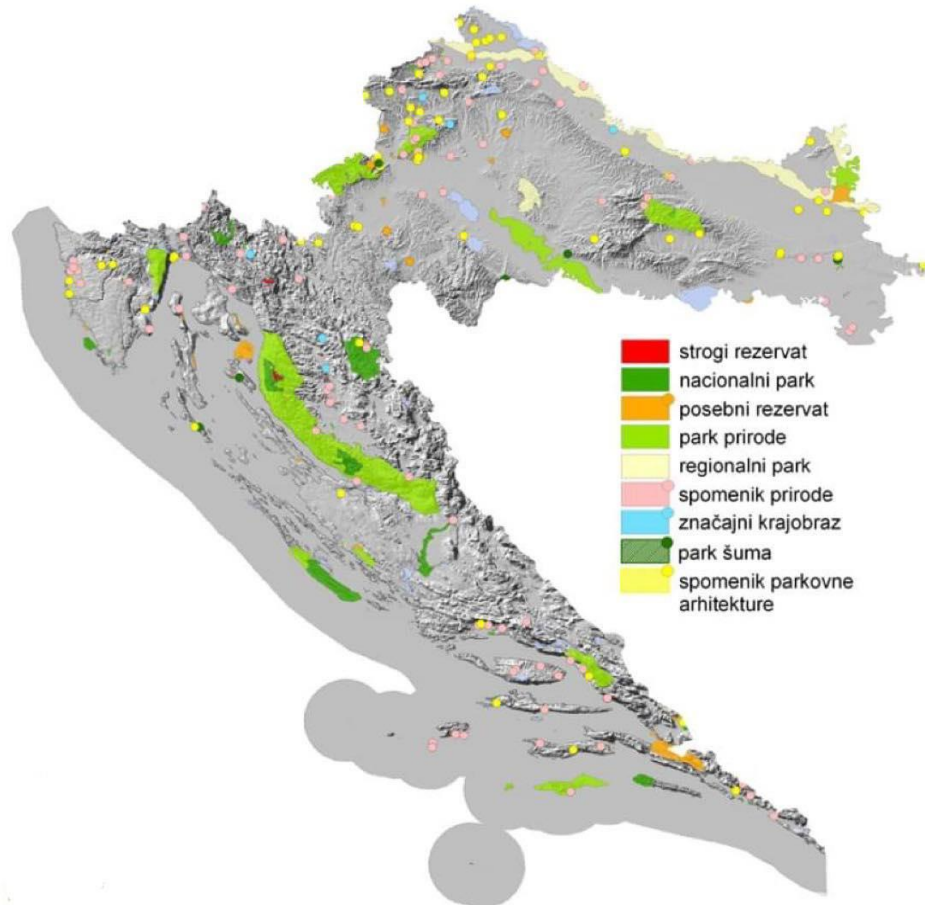 strogi rezervat
nacionalni park
posebni rezervat
park prirode
regionalni park
spomenik prirode
značajni krajobraz
park šuma
spomenik parkovne
arhitekture